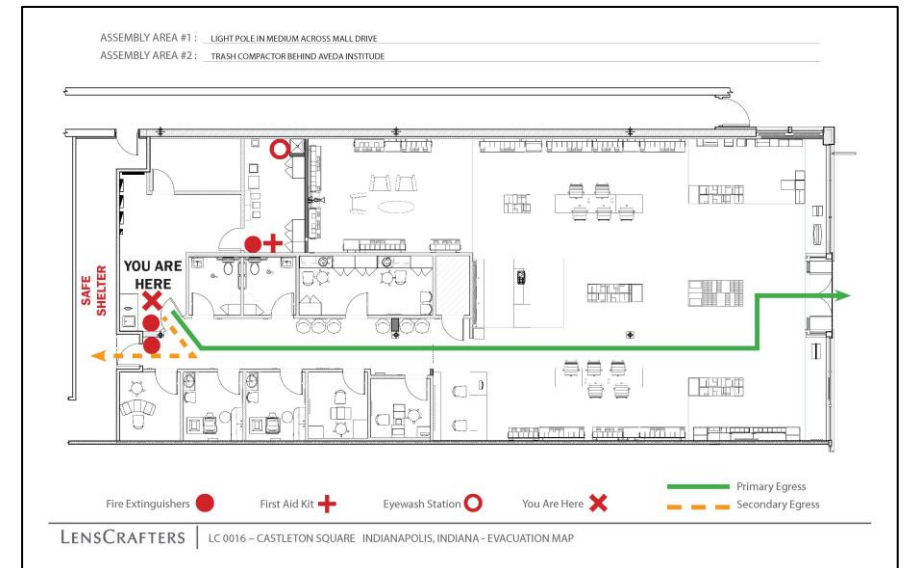 ASSEMBLY AREA #1 : LIGHT POLE IN MEDIUM ACROSS MALL DRIVE
ASSEMBLY AREA #2 : TRASH COMPACTOR BEHIND AVEDA INSTITUDE
SAFE
SHELTER
YOU ARE
HERE
Fire Extinguishers
First Aid Kit
Eyewash Station
You Are Here
Primary Egress
Secondary Egress
LENSCRAFTERS
LC 0016 – CASTLETON SQUARE INDIANAPOLIS, INDIANA - EVACUATION MAP